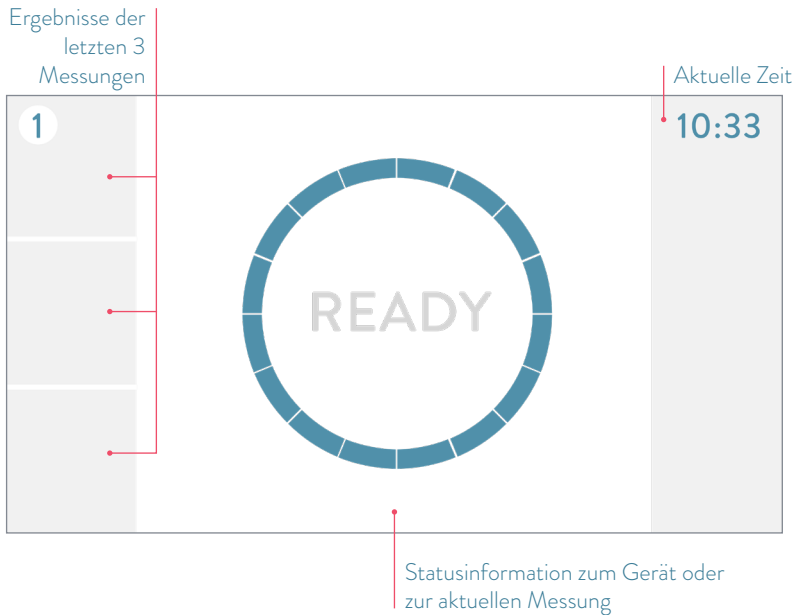 Ergebnisse der
letzten 3
Messungen
Aktuelle Zeit
1
10:33
READY
Statusinformation zum Gerät oder
zur aktuellen Messung